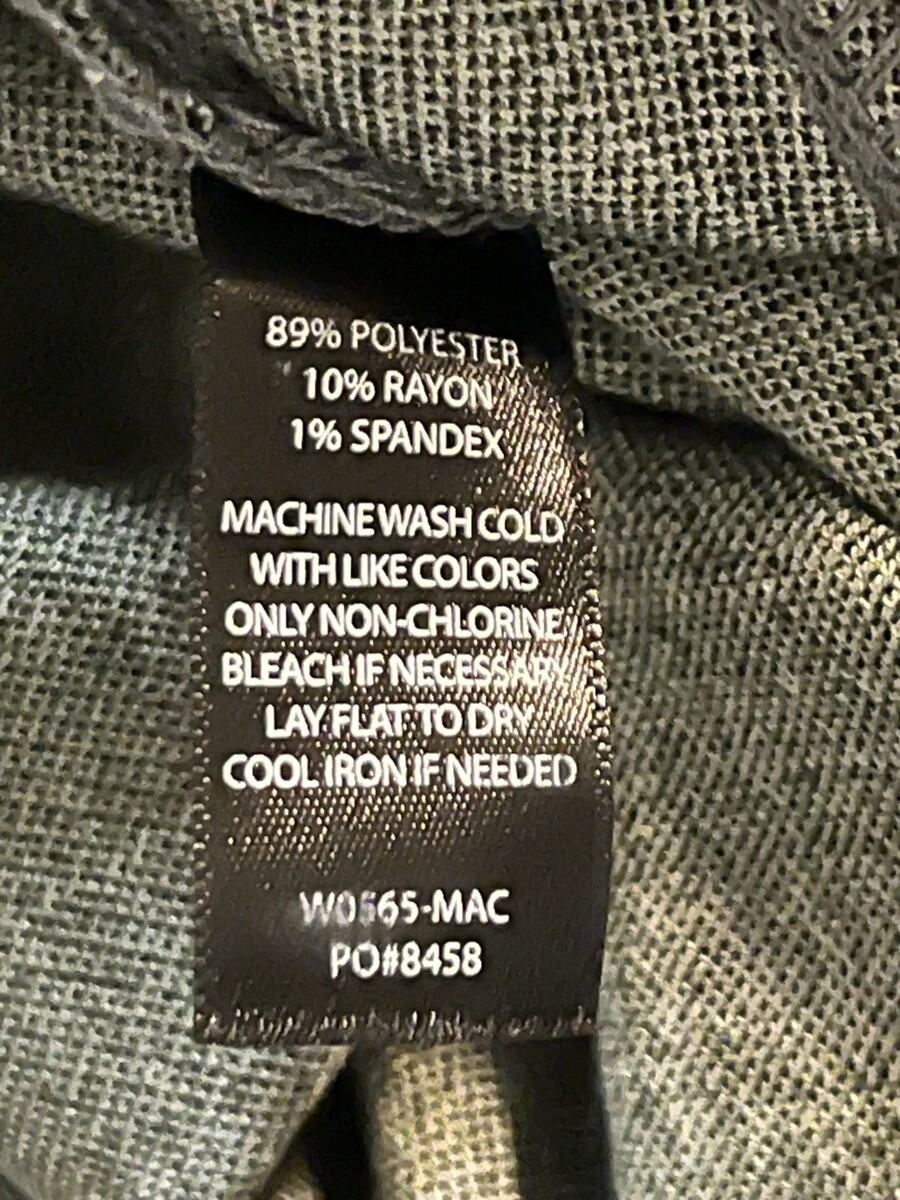 89% POLYESTER
10% RAYON
1% SPANDEX
MACHINE WASH COLD
WITH LIKE COLORS
ONLY NON-CHLORINE
BLEACH IF NECESSARY
LAY FLAT TO DRY
COOL IRON IF NEEDED
W0565-MAC
PO#8458